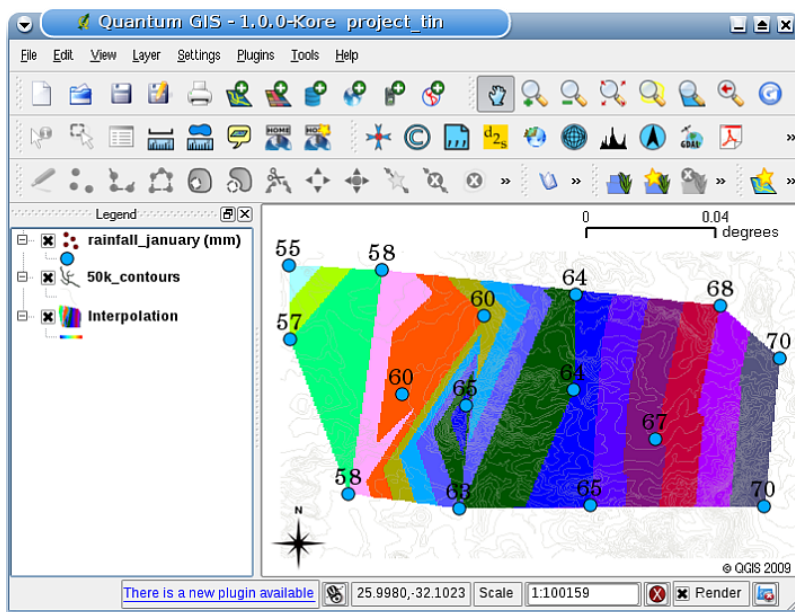 Quantum GIS - 1.0.0-Kore project_tin
File Edit View Layer Settings Plugins Tools Help
HOME HO
d2s
GDAL
»
» » »
Legend
rainfall_january (mm)
50k_contours
Interpolation
0 0.04
degrees
55
58
64
68
60
57
70
60
65
64
67
58
63
65
70
N
© QGIS 2009
There is a new plugin available 25.9980,-32.1023 Scale 1:100159 Render